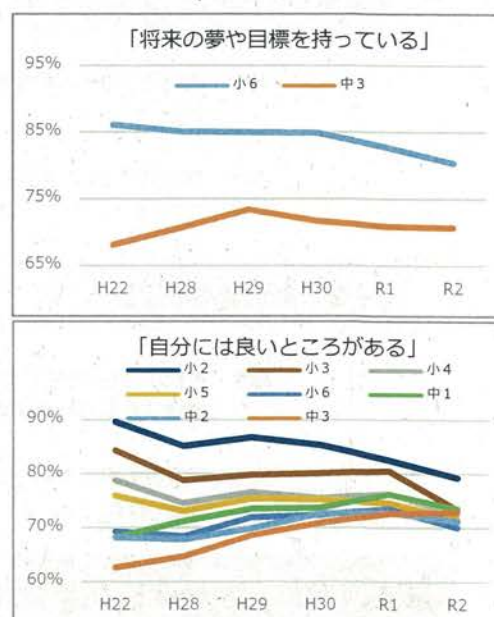 「将来の夢や目標を持っている」
95%
小6 中3
85%
75%
65%
H22 H28 H29 H30 R1 R2
「自分には良いところがある」
小2 小3 小4
小5 小6 中1
中2 中3
90%
80%
70%
60%
H22 H28 H29 H30 R1 R2